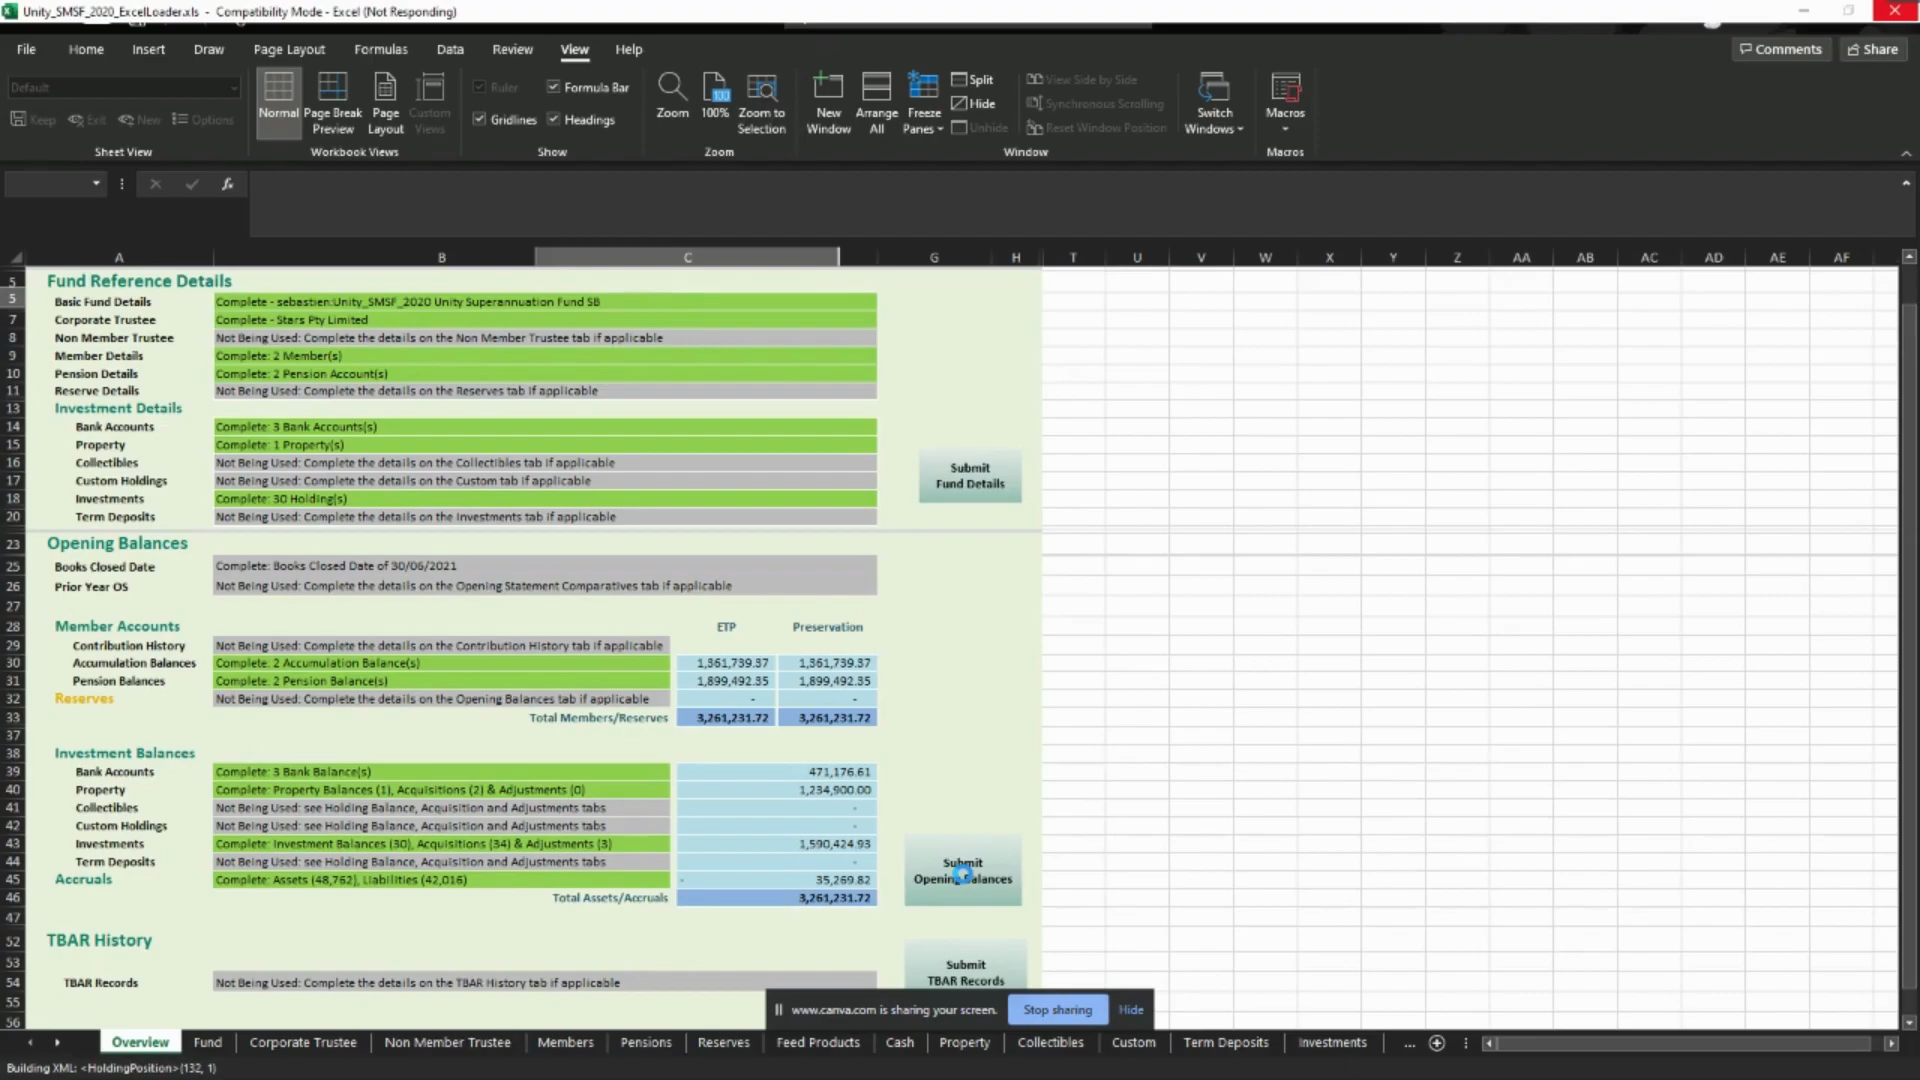 Unity_SMSF_2020_ExcelLoader.xls - Compatibility Mode - Excel (Not Responding)
File Home Insert Draw Page Layout Formulas Data Review View Help Comments Share
Default
Keep Exit New Options
Sheet View
Normal Page Break Preview Page Layout Custom Views
Workbook Views
Ruler Formula Bar
Gridlines Headings
Show
Zoom 100% Zoom to Selection
Zoom
New Window Arrange All Freeze Panes
Split
Hide
Unhide
View Side by Side
Synchronous Scrolling
Reset Window Position
Switch Windows
Window
Macros
Macros
fx
A B C G H T U V W X Y Z AA AB AC AD AE AF
5 Fund Reference Details
5 Basic Fund Details Complete - sebastien:Unity_SMSF_2020 Unity Superannuation Fund SB
7 Corporate Trustee Complete - Stars Pty Limited
8 Non Member Trustee Not Being Used: Complete the details on the Non Member Trustee tab if applicable
9 Member Details Complete: 2 Member(s)
10 Pension Details Complete: 2 Pension Account(s)
11 Reserve Details Not Being Used: Complete the details on the Reserves tab if applicable
13 Investment Details
14 Bank Accounts Complete: 3 Bank Accounts(s)
15 Property Complete: 1 Property(s)
16 Collectibles Not Being Used: Complete the details on the Collectibles tab if applicable
17 Custom Holdings Not Being Used: Complete the details on the Custom tab if applicable
18 Investments Complete: 30 Holding(s)
20 Term Deposits Not Being Used: Complete the details on the Investments tab if applicable
Submit
Fund Details
23 Opening Balances
25 Books Closed Date Complete: Books Closed Date of 30/06/2021
26 Prior Year OS Not Being Used: Complete the details on the Opening Statement Comparatives tab if applicable
27
28 Member Accounts ETP Preservation
29 Contribution History Not Being Used: Complete the details on the Contribution History tab if applicable
30 Accumulation Balances Complete: 2 Accumulation Balance(s) 1,361,739.37 1,361,739.37
31 Pension Balances Complete: 2 Pension Balance(s) 1,899,492.35 1,899,492.35
32 Reserves Not Being Used: Complete the details on the Opening Balances tab if applicable - -
33 Total Members/Reserves 3,261,231.72 3,261,231.72
37
38 Investment Balances
39 Bank Accounts Complete: 3 Bank Balance(s) 471,176.61
40 Property Complete: Property Balances (1), Acquisitions (2) & Adjustments (0) 1,234,900.00
41 Collectibles Not Being Used: see Holding Balance, Acquisition and Adjustments tabs -
42 Custom Holdings Not Being Used: see Holding Balance, Acquisition and Adjustments tabs -
43 Investments Complete: Investment Balances (30), Acquisitions (34) & Adjustments (3) 1,590,424.93
44 Term Deposits Not Being Used: see Holding Balance, Acquisition and Adjustments tabs -
45 Accruals Complete: Assets (48,762), Liabilities (42,016) - 35,269.82
46 Total Assets/Accruals 3,261,231.72
Submit
Opening Balances
47
52 TBAR History
53
54 TBAR Records Not Being Used: Complete the details on the TBAR History tab if applicable
55
56
Submit
TBAR Records
www.canva.com is sharing your screen. Stop sharing Hide
Overview Fund Corporate Trustee Non Member Trustee Members Pensions Reserves Feed Products Cash Property Collectibles Custom Term Deposits Investments ...
Building XML: <HoldingPosition>(132, 1)